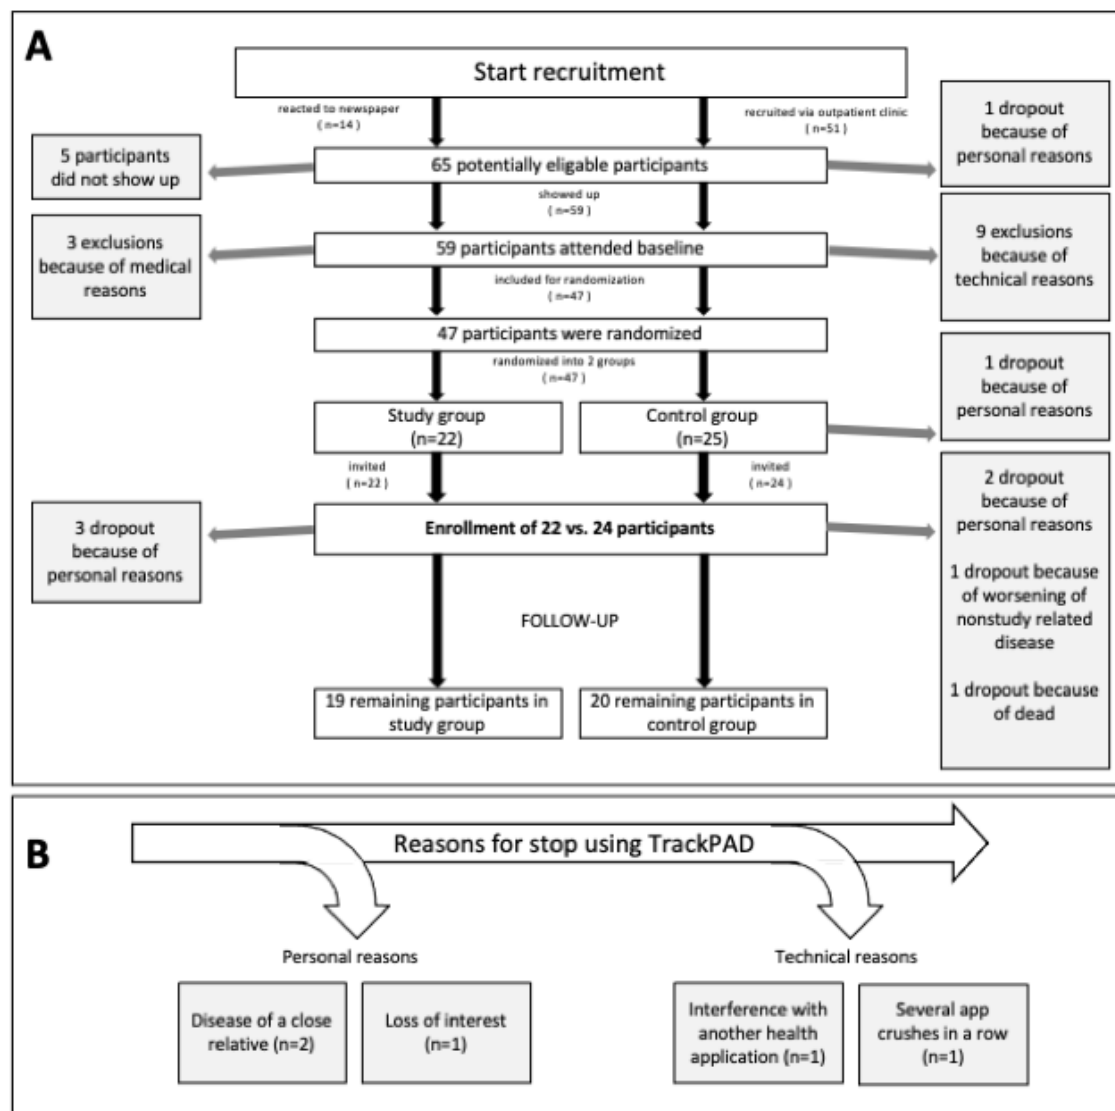 A
Start recruitment
reacted to newspaper
( n=14 )
recruited via outpatient clinic
( n=51 )
1 dropout
because of
personal reasons
5 participants
did not show up
65 potentially eligable participants
showed up
( n=59 )
3 exclusions
because of medical
reasons
59 participants attended baseline
9 exclusions
because of
technical reasons
included for randomization
( n=47 )
47 participants were randomized
randomized into 2 groups
( n=47 )
1 dropout
because of
personal reasons
Study group
(n=22)
Control group
(n=25)
invited
( n=22 )
invited
( n=24 )
3 dropout
because of
personal reasons
Enrollment of 22 vs. 24 participants
2 dropout
because of
personal reasons
1 dropout because
of worsening of
nonstudy related
disease
1 dropout because
of dead
FOLLOW-UP
19 remaining participants in
study group
20 remaining participants in
control group
B
Reasons for stop using TrackPAD
Personal reasons
Technical reasons
Disease of a close
relative (n=2)
Loss of interest
(n=1)
Interference with
another health
application (n=1)
Several app
crushes in a row
(n=1)